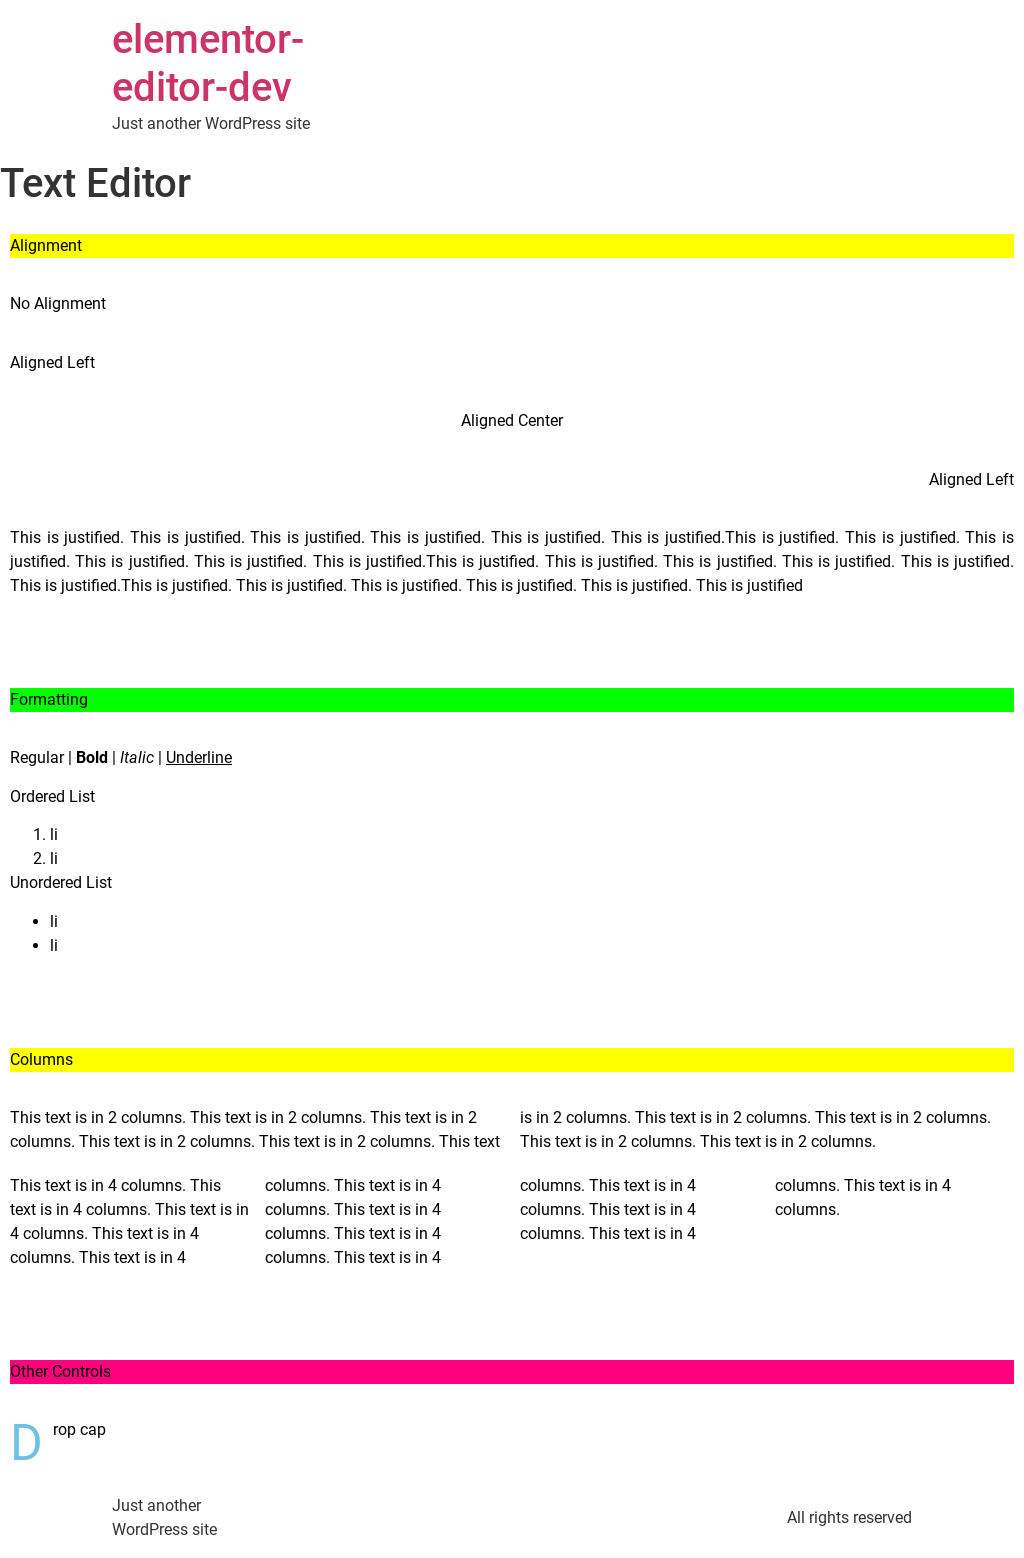 elementor-
editor-dev
Just another WordPress site
Text Editor
Alignment
No Alignment
Aligned Left
Aligned Center
Aligned Left
This is justified. This is justified. This is justified. This is justified. This is justified. This is justified.This is justified. This is justified. This is
justified. This is justified. This is justified. This is justified.This is justified. This is justified. This is justified. This is justified. This is justified.
This is justified.This is justified. This is justified. This is justified. This is justified. This is justified. This is justified
Formatting
Regular | Bold | Italic | Underline
Ordered List
1. li
2. li
Unordered List
• li
• li
Columns
This text is in 2 columns. This text is in 2 columns. This text is in 2
columns. This text is in 2 columns. This text is in 2 columns. This text
is in 2 columns. This text is in 2 columns. This text is in 2 columns.
This text is in 2 columns. This text is in 2 columns.
This text is in 4 columns. This
text is in 4 columns. This text is in
4 columns. This text is in 4
columns. This text is in 4
columns. This text is in 4
columns. This text is in 4
columns. This text is in 4
columns. This text is in 4
columns. This text is in 4
columns. This text is in 4
columns. This text is in 4
columns. This text is in 4
columns.
Other Controls
Drop cap
Just another
WordPress site
All rights reserved